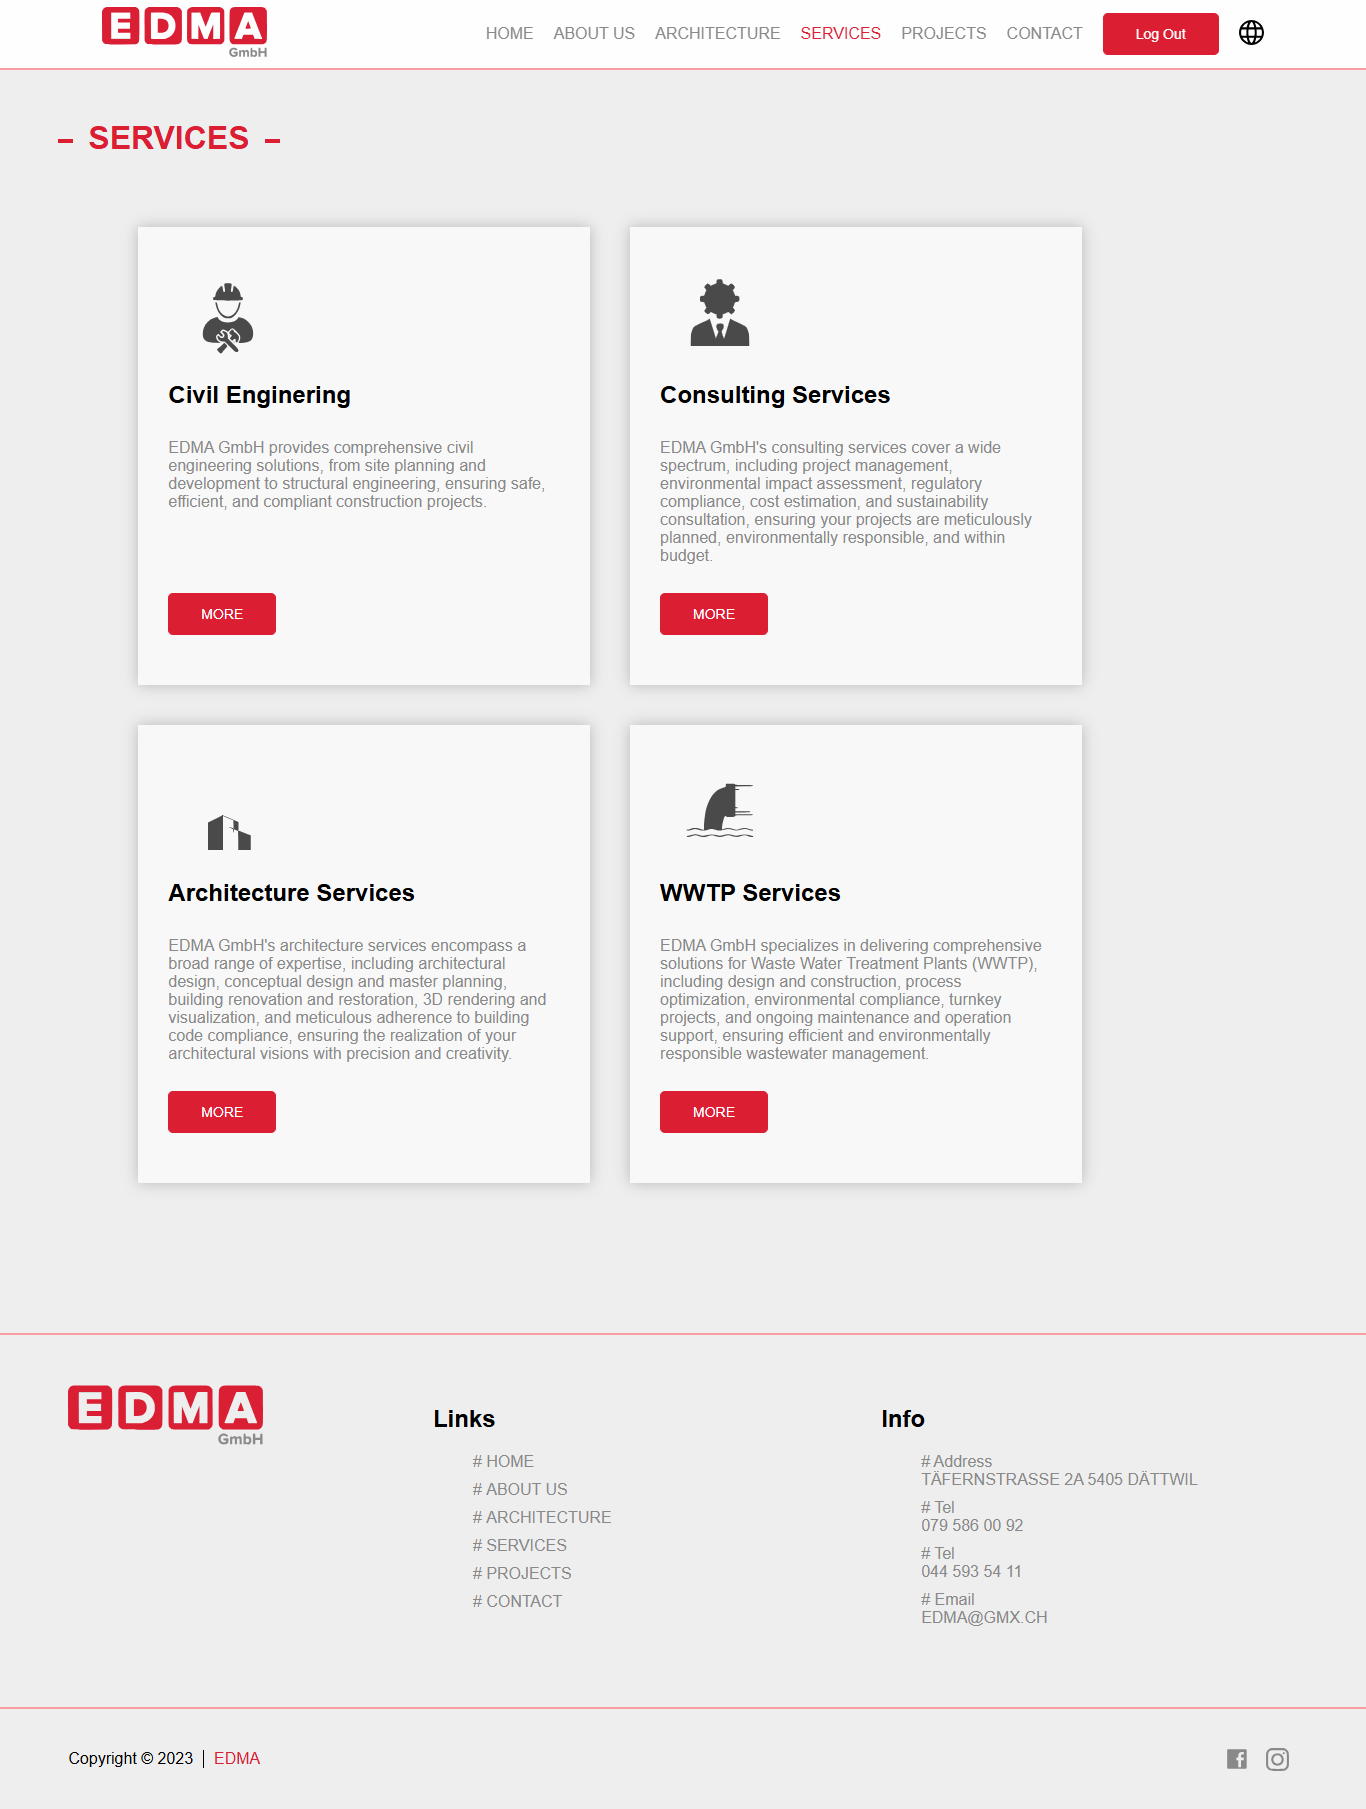 EDMA
GmbH
HOME ABOUT US ARCHITECTURE SERVICES PROJECTS CONTACT Log Out
– SERVICES –
Civil Enginering
EDMA GmbH provides comprehensive civil
engineering solutions, from site planning and
development to structural engineering, ensuring safe,
efficient, and compliant construction projects.
MORE
Consulting Services
EDMA GmbH's consulting services cover a wide
spectrum, including project management,
environmental impact assessment, regulatory
compliance, cost estimation, and sustainability
consultation, ensuring your projects are meticulously
planned, environmentally responsible, and within
budget.
MORE
Architecture Services
EDMA GmbH's architecture services encompass a
broad range of expertise, including architectural
design, conceptual design and master planning,
building renovation and restoration, 3D rendering and
visualization, and meticulous adherence to building
code compliance, ensuring the realization of your
architectural visions with precision and creativity.
MORE
WWTP Services
EDMA GmbH specializes in delivering comprehensive
solutions for Waste Water Treatment Plants (WWTP),
including design and construction, process
optimization, environmental compliance, turnkey
projects, and ongoing maintenance and operation
support, ensuring efficient and environmentally
responsible wastewater management.
MORE
EDMA
GmbH
Links
# HOME
# ABOUT US
# ARCHITECTURE
# SERVICES
# PROJECTS
# CONTACT
Info
# Address
TÄFERNSTRASSE 2A 5405 DÄTTWIL
# Tel
079 586 00 92
# Tel
044 593 54 11
# Email
EDMA@GMX.CH
Copyright © 2023 | EDMA